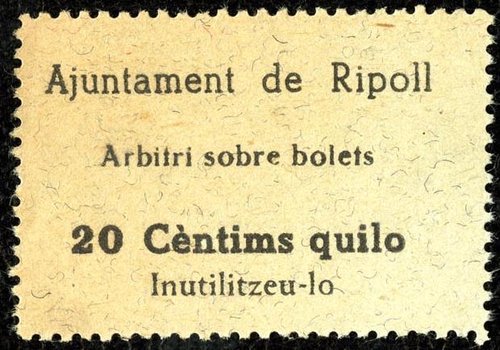 Ajuntament de Ripoll
Arbitri sobre bolets
20 Cèntims quilo
Inutilitzeu-lo